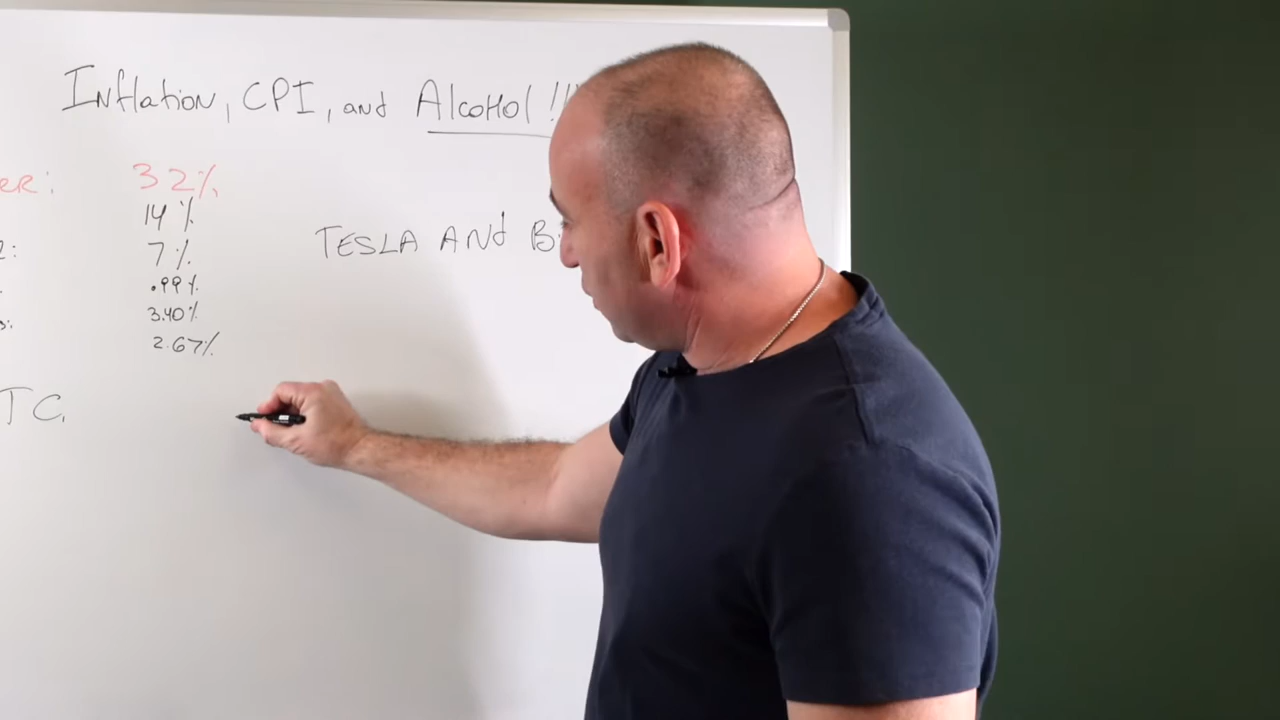 Inflation, CPI, and Alcohol !!!
ER: 32%
14%
2: 7%
.99%
: 3.40%
2.67%
TESLA AND B
TC.